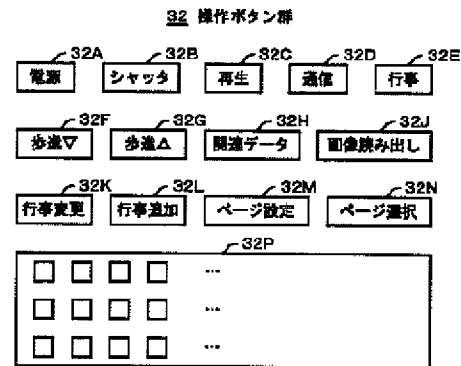 32 操作ボタン群
32A 32B 32C 32D 32E
電源 シャッタ 再生 通信 行事
32F 32G 32H 32J
歩進▽ 歩進△ 関連データ 画像読み出し
32K 32L 32M 32N
行事変更 行事追加 ページ設定 ページ選択
32P
...
...
...